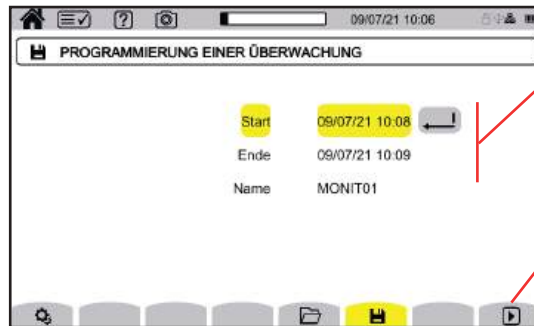 09/07/21 10:06
PROGRAMMIERUNG EINER ÜBERWACHUNG
Start 09/07/21 10:08
Ende 09/07/21 10:09
Name MONIT01